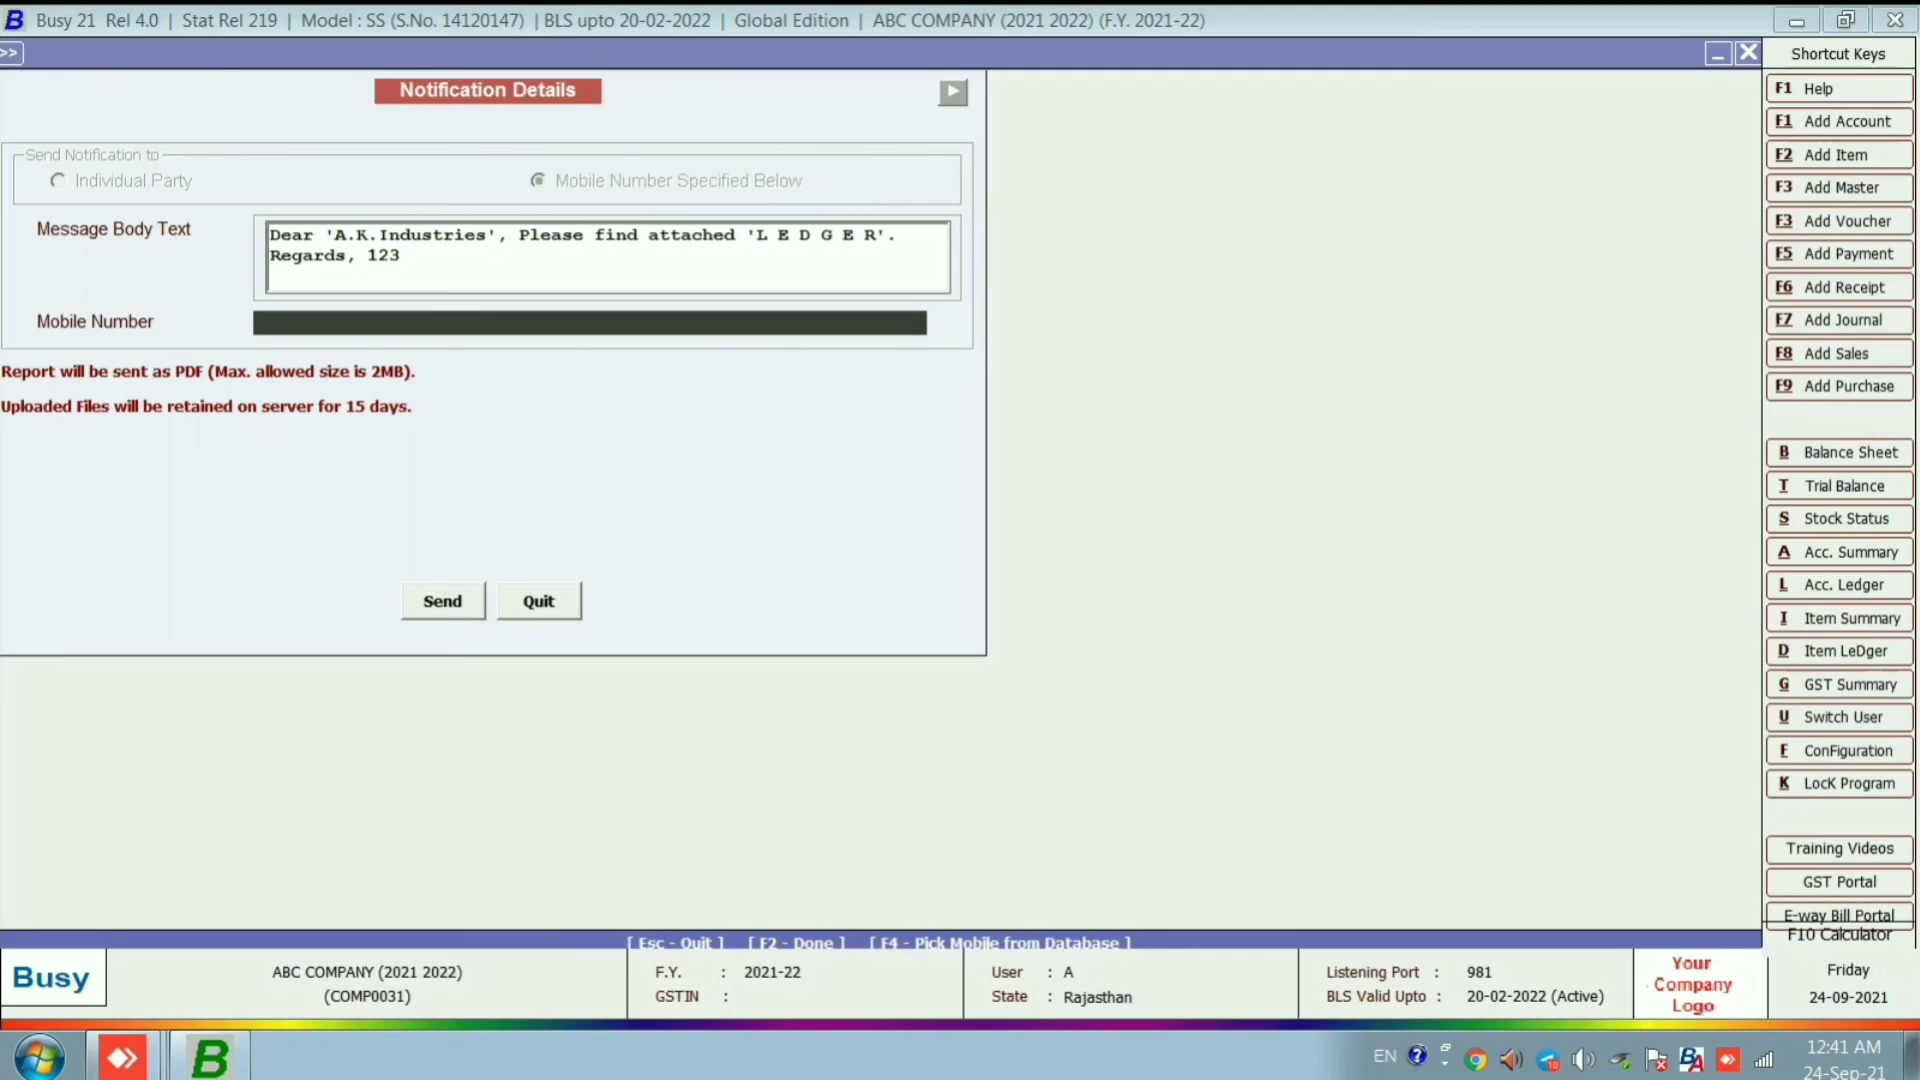 Busy 21 Rel 4.0 | Stat Rel 219 | Model : SS (S.No. 14120147) | BLS upto 20-02-2022 | Global Edition | ABC COMPANY (2021 2022) (F.Y. 2021-22)
>>
Notification Details
Send Notification to
Individual Party
Mobile Number Specified Below
Message Body Text
Dear 'A.K.Industries', Please find attached 'L E D G E R'.
Regards, 123
Mobile Number
Report will be sent as PDF (Max. allowed size is 2MB).
Uploaded Files will be retained on server for 15 days.
Send
Quit
Shortcut Keys
F1 Help
F1 Add Account
F2 Add Item
F3 Add Master
F3 Add Voucher
F5 Add Payment
F6 Add Receipt
F7 Add Journal
F8 Add Sales
F9 Add Purchase
B Balance Sheet
T Trial Balance
S Stock Status
A Acc. Summary
L Acc. Ledger
I Item Summary
D Item LeDger
G GST Summary
U Switch User
F ConFiguration
K LocK Program
Training Videos
GST Portal
E-way Bill Portal
F10 Calculator
[ Esc - Quit ] [ F2 - Done ] [ F4 - Pick Mobile from Database ]
Busy
ABC COMPANY (2021 2022)
(COMP0031)
F.Y. : 2021-22
GSTIN :
User : A
State : Rajasthan
Listening Port : 981
BLS Valid Upto : 20-02-2022 (Active)
Your
Company
Logo
Friday
24-09-2021
EN
12:41 AM
24-Sep-21